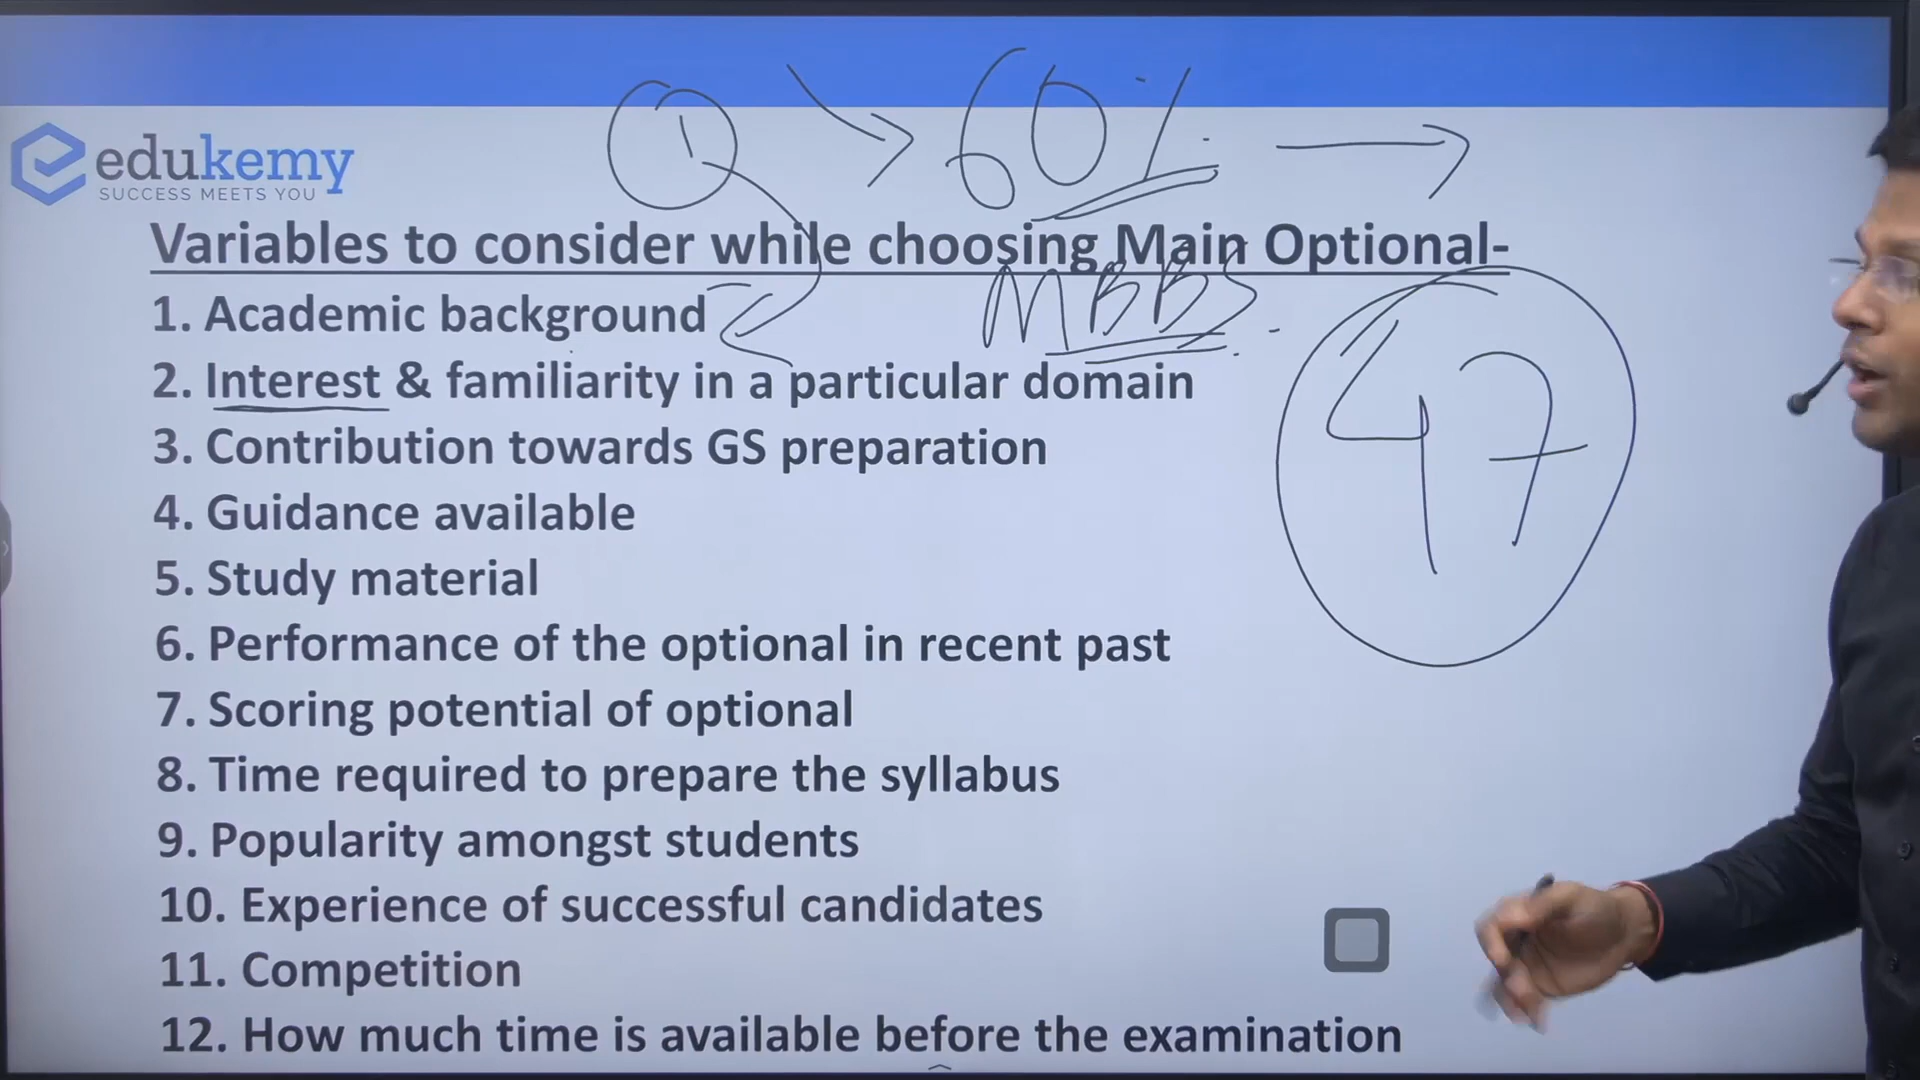 1 60%
edukemy
SUCCESS MEETS YOU
Variables to consider while choosing Main Optional-
MBBS
1. Academic background
2. Interest & familiarity in a particular domain
47
3. Contribution towards GS preparation
4. Guidance available
5. Study material
6. Performance of the optional in recent past
7. Scoring potential of optional
8. Time required to prepare the syllabus
9. Popularity amongst students
10. Experience of successful candidates
11. Competition
12. How much time is available before the examination